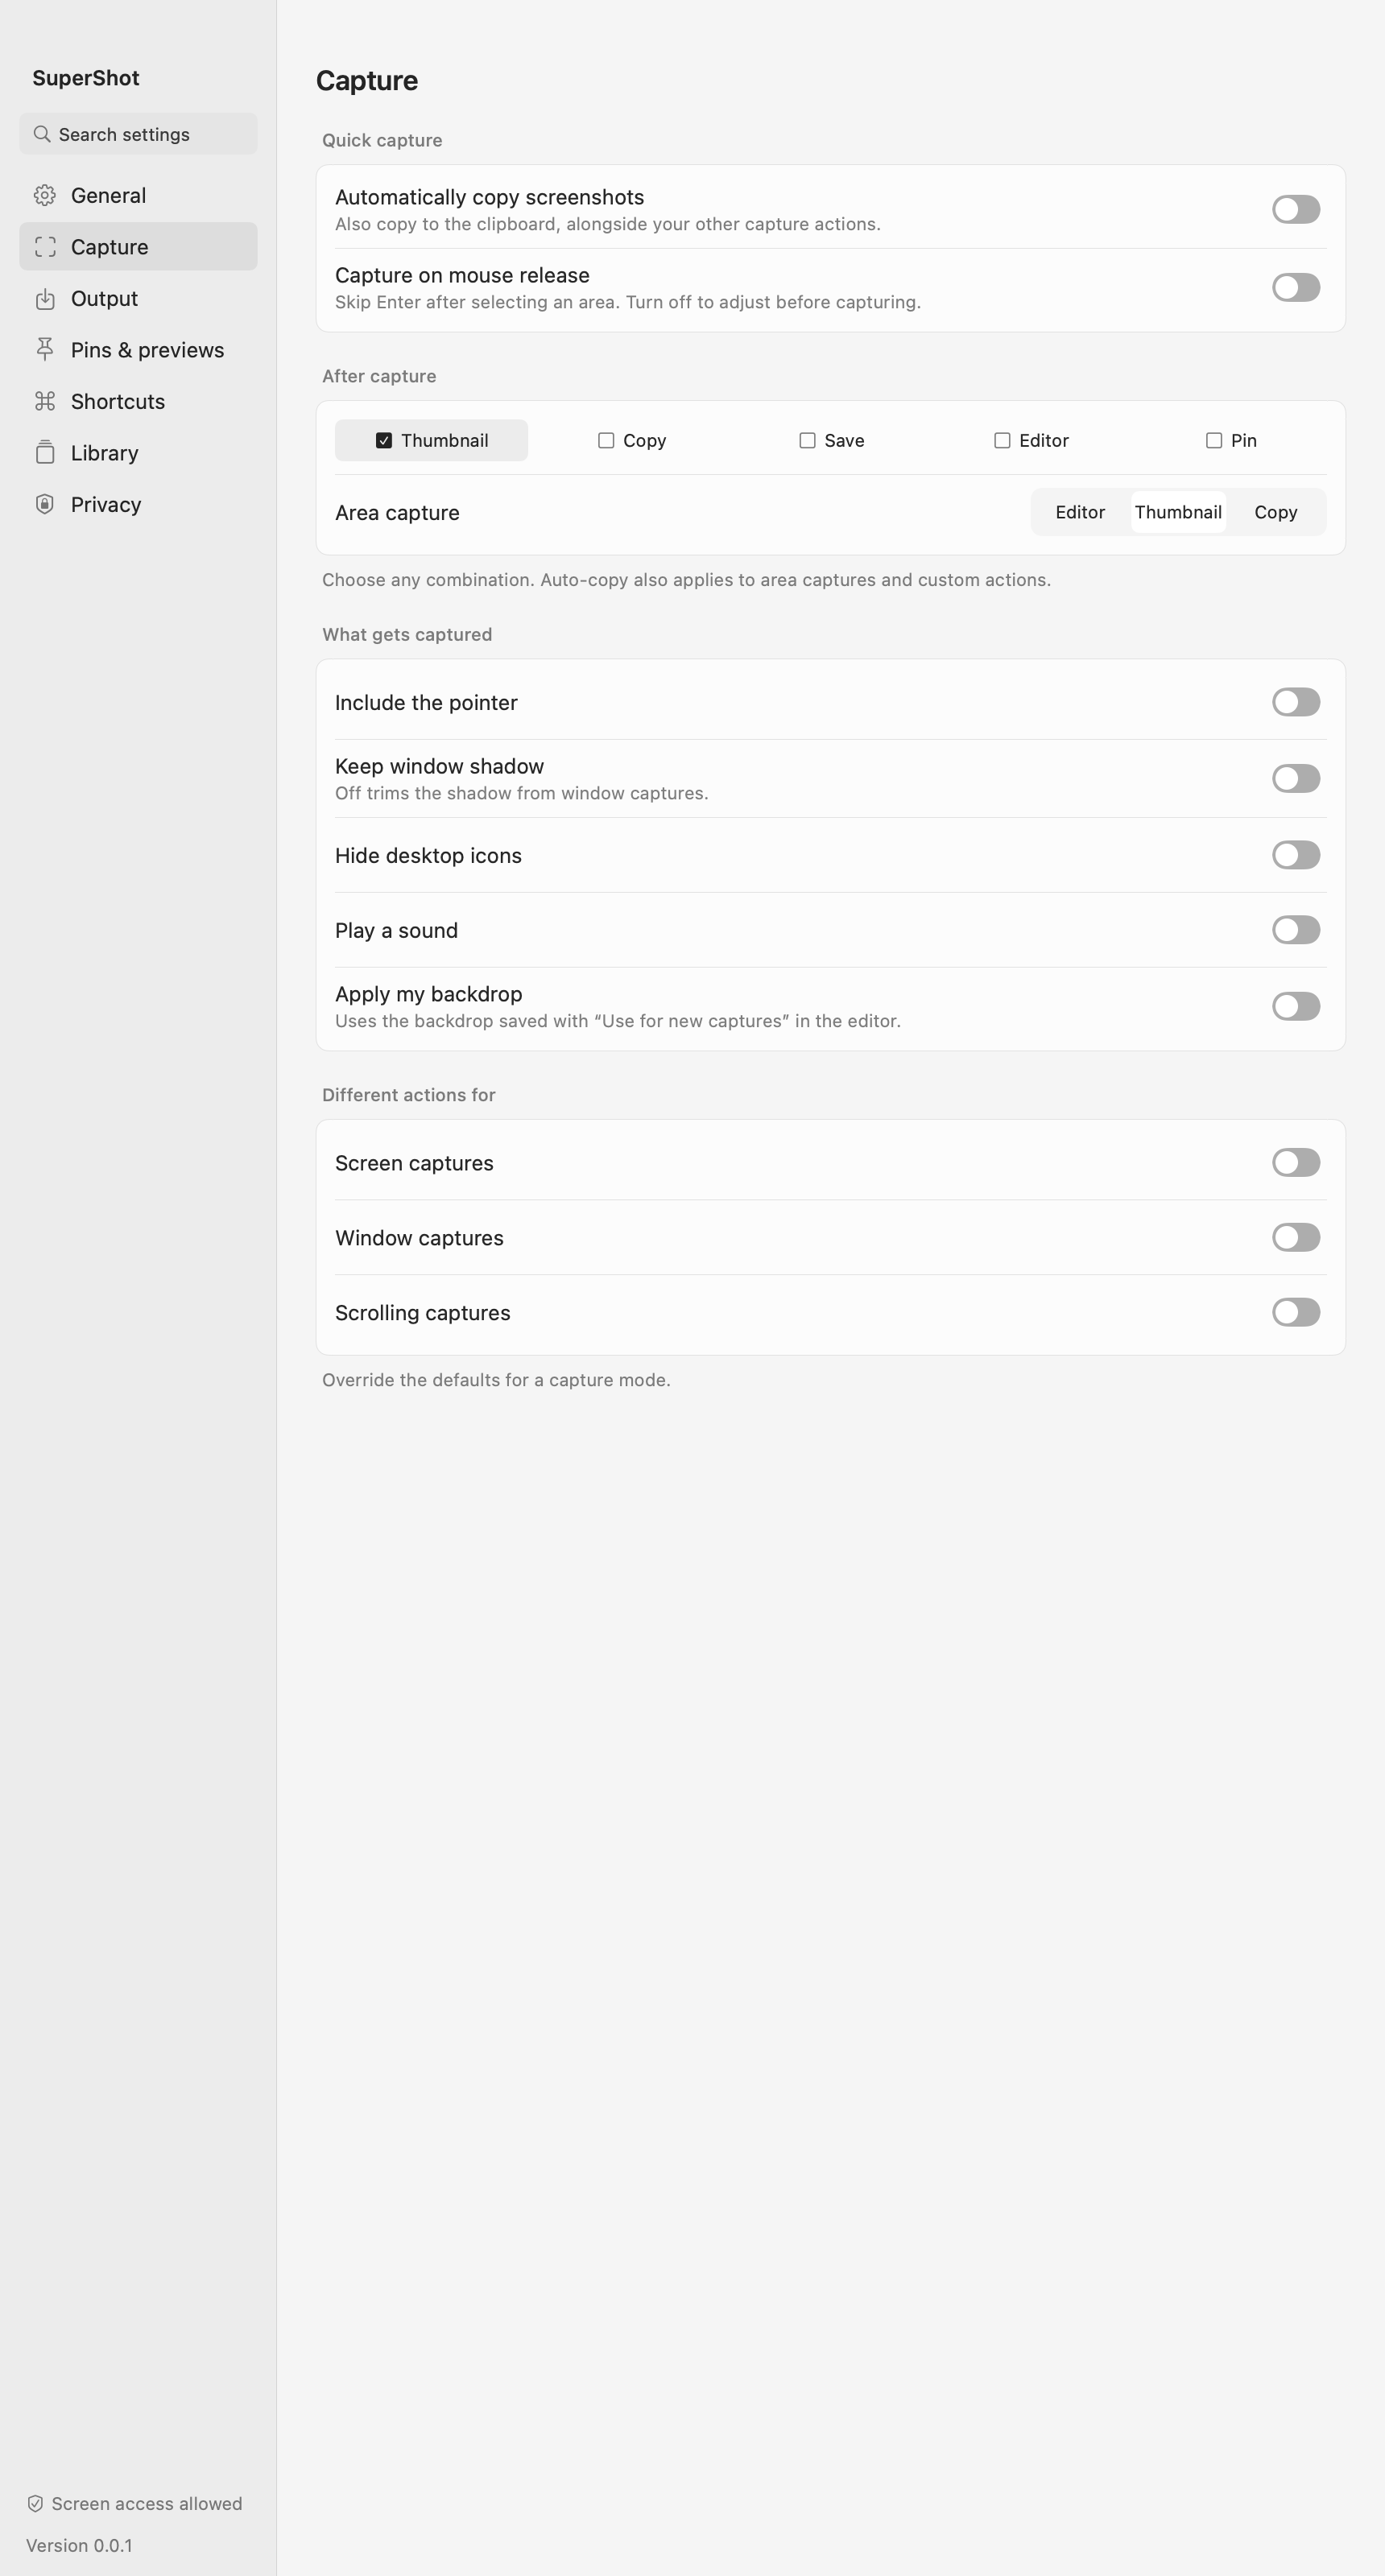 SuperShot
Search settings
General
Capture
Output
Pins & previews
Shortcuts
Library
Privacy
Screen access allowed
Version 0.0.1
Capture
Quick capture
Automatically copy screenshots
Also copy to the clipboard, alongside your other capture actions.
Capture on mouse release
Skip Enter after selecting an area. Turn off to adjust before capturing.
After capture
Thumbnail Copy Save Editor Pin
Area capture Editor Thumbnail Copy
Choose any combination. Auto-copy also applies to area captures and custom actions.
What gets captured
Include the pointer
Keep window shadow
Off trims the shadow from window captures.
Hide desktop icons
Play a sound
Apply my backdrop
Uses the backdrop saved with “Use for new captures” in the editor.
Different actions for
Screen captures
Window captures
Scrolling captures
Override the defaults for a capture mode.